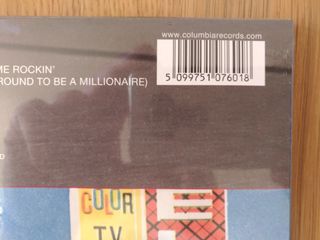 www.columbiarecords.com
5 099751 076018
ME ROCKIN'
ROUND TO BE A MILLIONAIRE)
COLOR
TV